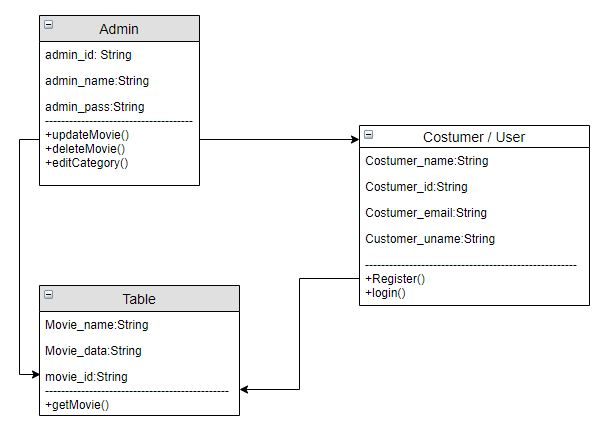 Admin
admin_id: String
admin_name:String
admin_pass:String
+updateMovie()
+deleteMovie()
+editCategory()
Costumer / User
Costumer_name:String
Costumer_id:String
Costumer_email:String
Customer_uname:String
+Register()
+login()
Table
Movie_name:String
Movie_data:String
movie_id:String
+getMovie()